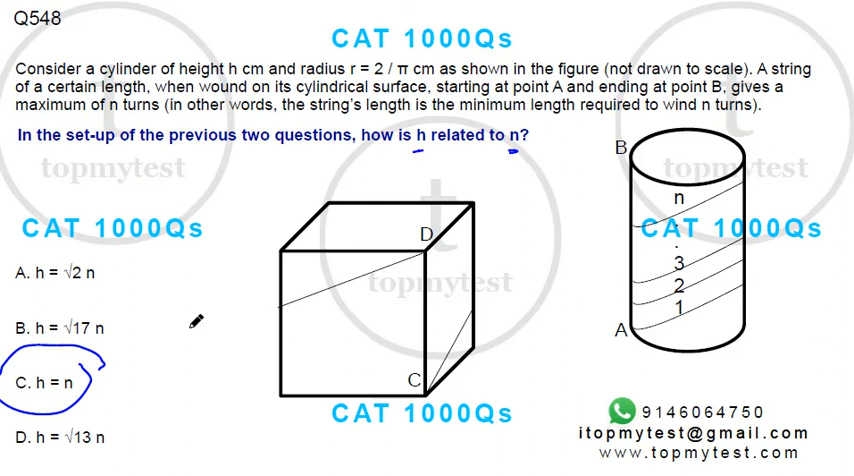 Q548
CAT 1000Qs
Consider a cylinder of height h cm and radius r = 2 / π cm as shown in the figure (not drawn to scale). A string
of a certain length, when wound on its cylindrical surface, starting at point A and ending at point B, gives a
maximum of n turns (in other words, the string's length is the minimum length required to wind n turns).
In the set-up of the previous two questions, how is h related to n?
topmytest
topmytest
B
n
CAT 1000Qs
CAT 1000Qs
.
.
D
A. h = √2 n
topmytest
3
2
1
B. h = √17 n
A
C. h = n
C
CAT 1000Qs
9146064750
D. h = √13 n
itopmytest@gmail.com
www.topmytest.com